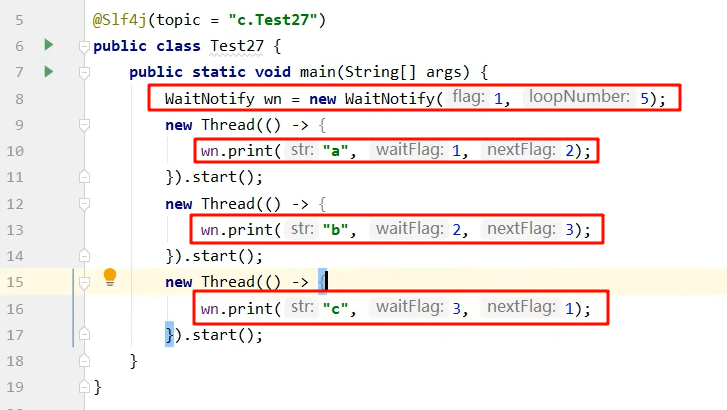 5 @Slf4j(topic = "c.Test27")
6 public class Test27 {
7 public static void main(String[] args) {
8 WaitNotify wn = new WaitNotify( flag: 1, loopNumber: 5);
9 new Thread(() -> {
10 wn.print( str: "a", waitFlag: 1, nextFlag: 2);
11 }).start();
12 new Thread(() -> {
13 wn.print( str: "b", waitFlag: 2, nextFlag: 3);
14 }).start();
15 new Thread(() -> {
16 wn.print( str: "c", waitFlag: 3, nextFlag: 1);
17 }).start();
18 }
19 }